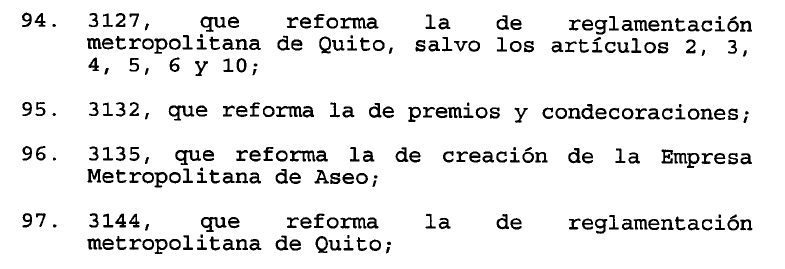 94. 3127, que reforma la de reglamentación
metropolitana de Quito, salvo los artículos 2, 3,
4, 5, 6 y 10;
95. 3132, que reforma la de premios y condecoraciones;
96. 3135, que reforma la de creación de la Empresa
Metropolitana de Aseo;
97. 3144, que reforma la de reglamentación
metropolitana de Quito;